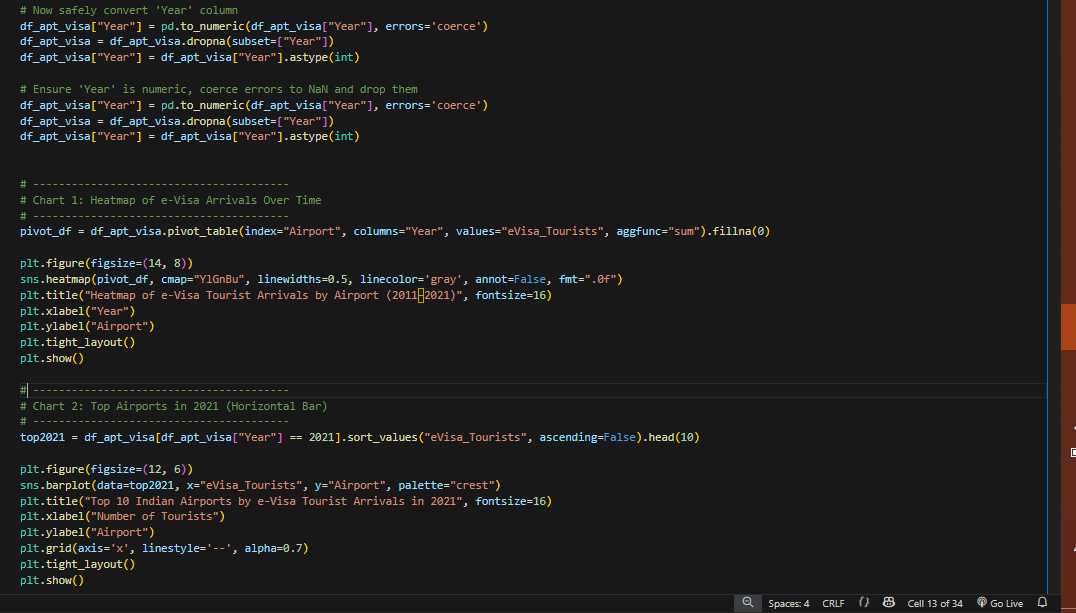 # Now safely convert 'Year' column
df_apt_visa["Year"] = pd.to_numeric(df_apt_visa["Year"], errors='coerce')
df_apt_visa = df_apt_visa.dropna(subset=["Year"])
df_apt_visa["Year"] = df_apt_visa["Year"].astype(int)
# Ensure 'Year' is numeric, coerce errors to NaN and drop them
df_apt_visa["Year"] = pd.to_numeric(df_apt_visa["Year"], errors='coerce')
df_apt_visa = df_apt_visa.dropna(subset=["Year"])
df_apt_visa["Year"] = df_apt_visa["Year"].astype(int)
# ----------------------------------------
# Chart 1: Heatmap of e-Visa Arrivals Over Time
# ----------------------------------------
pivot_df = df_apt_visa.pivot_table(index="Airport", columns="Year", values="eVisa_Tourists", aggfunc="sum").fillna(0)
plt.figure(figsize=(14, 8))
sns.heatmap(pivot_df, cmap="YlGnBu", linewidths=0.5, linecolor='gray', annot=False, fmt=".0f")
plt.title("Heatmap of e-Visa Tourist Arrivals by Airport (2011–2021)", fontsize=16)
plt.xlabel("Year")
plt.ylabel("Airport")
plt.tight_layout()
plt.show()
# ----------------------------------------
# Chart 2: Top Airports in 2021 (Horizontal Bar)
# ----------------------------------------
top2021 = df_apt_visa[df_apt_visa["Year"] == 2021].sort_values("eVisa_Tourists", ascending=False).head(10)
plt.figure(figsize=(12, 6))
sns.barplot(data=top2021, x="eVisa_Tourists", y="Airport", palette="crest")
plt.title("Top 10 Indian Airports by e-Visa Tourist Arrivals in 2021", fontsize=16)
plt.xlabel("Number of Tourists")
plt.ylabel("Airport")
plt.grid(axis='x', linestyle='--', alpha=0.7)
plt.tight_layout()
plt.show()
Spaces: 4 CRLF {} Cell 13 of 34 Go Live